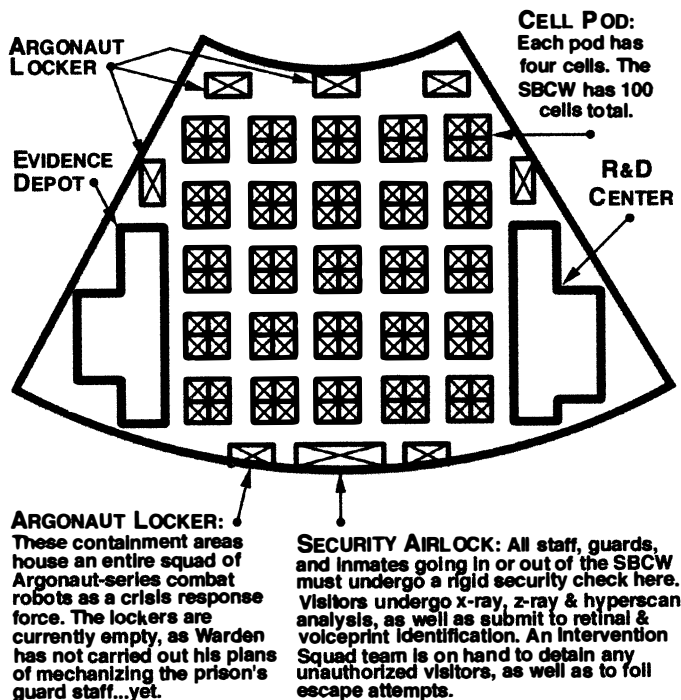 ARGONAUT
LOCKER
CELL POD:
Each pod has
four cells. The
SBCW has 100
cells total.
EVIDENCE
DEPOT
R&D
CENTER
ARGONAUT LOCKER:
These containment areas
house an entire squad of
Argonaut-series combat
robots as a crisis response
force. The lockers are
currently empty, as Warden
has not carried out his plans
of mechanizing the prison's
guard staff...yet.
SECURITY AIRLOCK: All staff, guards,
and inmates going in or out of the SBCW
must undergo a rigid security check here.
Visitors undergo x-ray, z-ray & hyperscan
analysis, as well as submit to retinal &
voiceprint identification. An Intervention
Squad team is on hand to detain any
unauthorized visitors, as well as to foil
escape attempts.